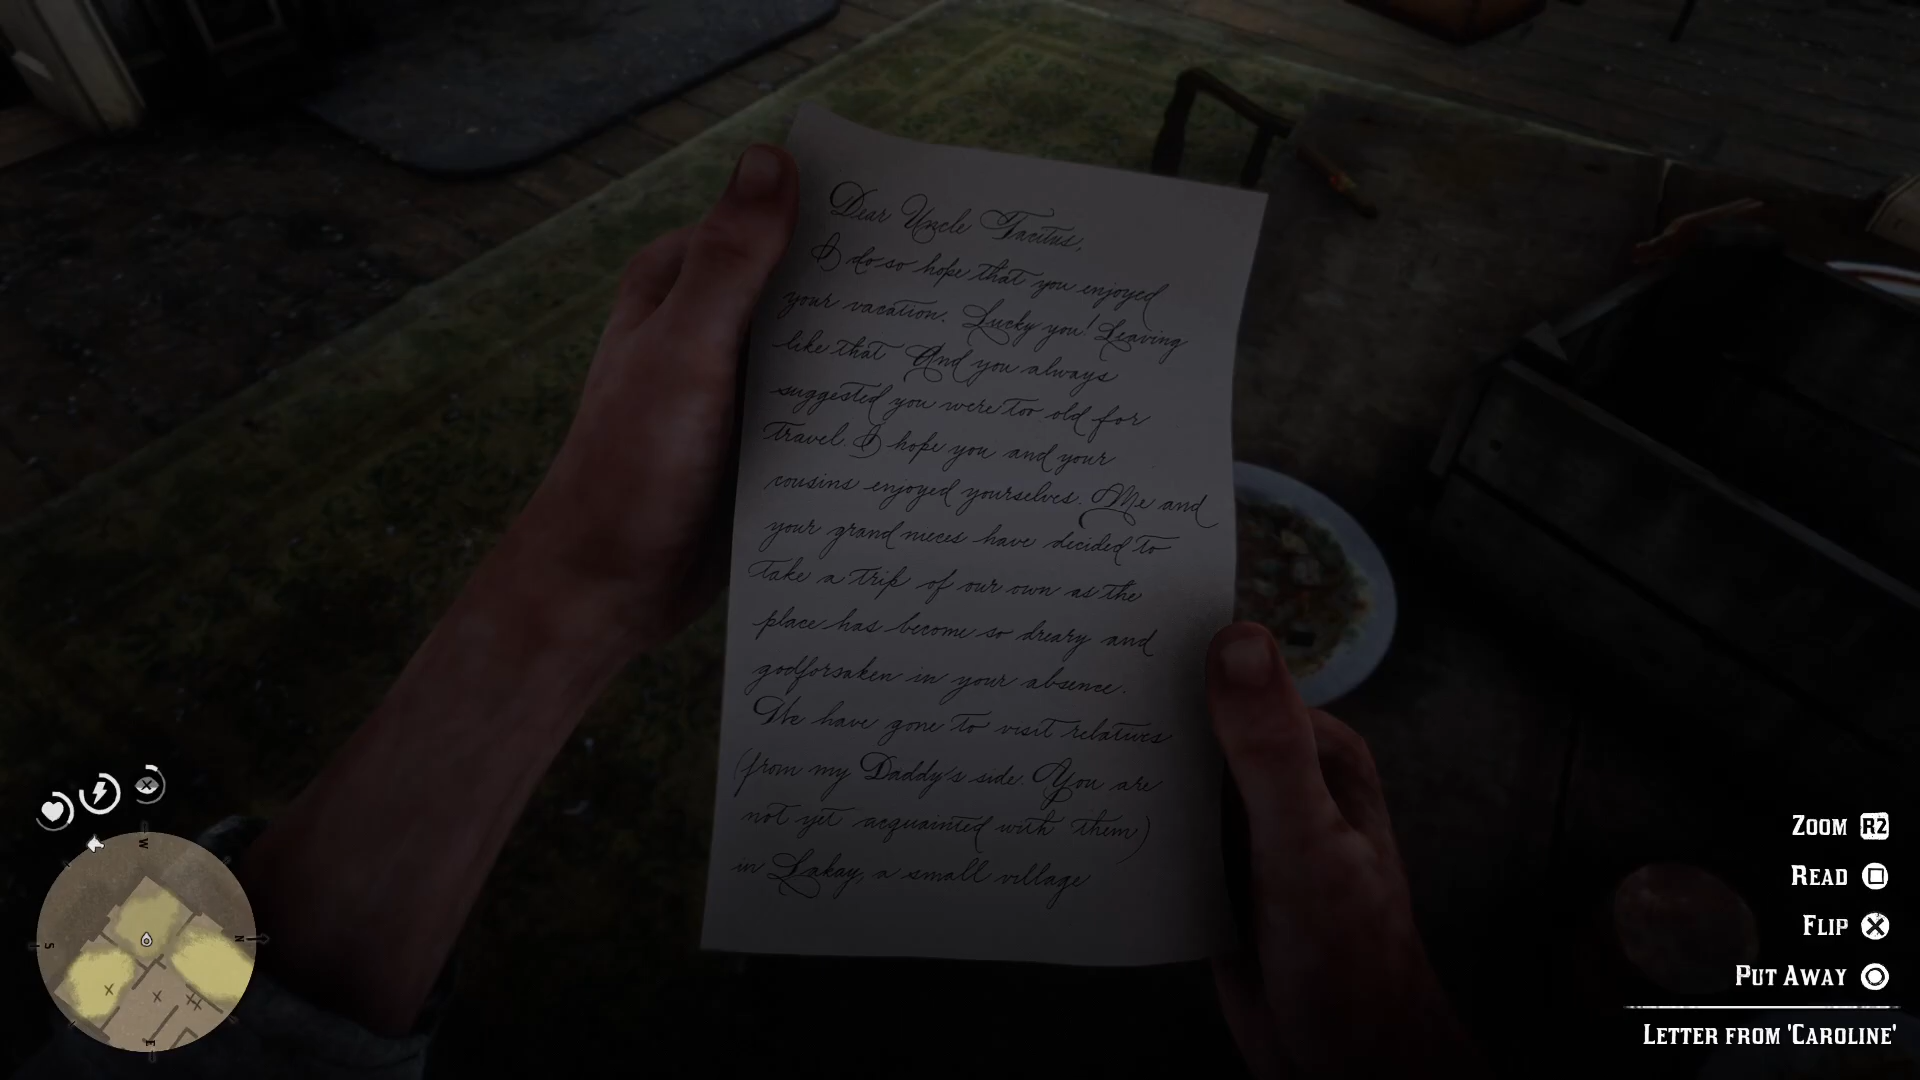 Dear Uncle Tacitus,
I do so hope that you enjoyed
your vacation. Lucky you! Leaving
like that And you always
suggested you were too old for
travel. I hope you and your
cousins enjoyed yourselves. Me and
your grand nieces have decided to
take a trip of our own as the
place has become so dreary and
godforsaken in your absence.
We have gone to visit relatives
(from my Daddy's side. You are
not yet acquainted with them)
in Lakay, a small village
W
N
S
E
ZOOM R2
READ
FLIP
PUT AWAY
LETTER FROM 'CAROLINE'